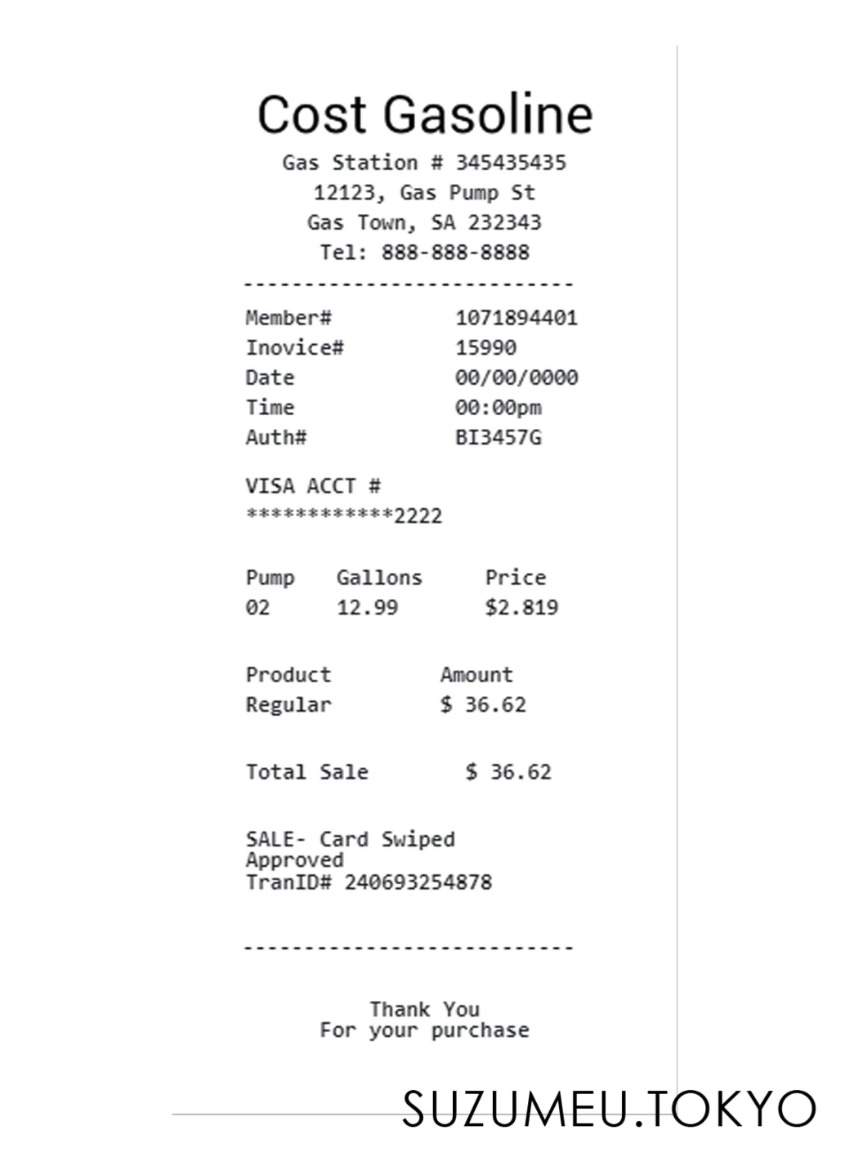 Cost Gasoline
Gas Station # 345435435
12123, Gas Pump St
Gas Town, SA 232343
Tel: 888-888-8888
---------------------------
Member# 1071894401
Inovice# 15990
Date 00/00/0000
Time 00:00pm
Auth# BI3457G
VISA ACCT #
************2222
Pump Gallons Price
02 12.99 $2.819
Product Amount
Regular $ 36.62
Total Sale $ 36.62
SALE- Card Swiped
Approved
TranID# 240693254878
---------------------------
Thank You
For your purchase
SUZUMEU.TOKYO